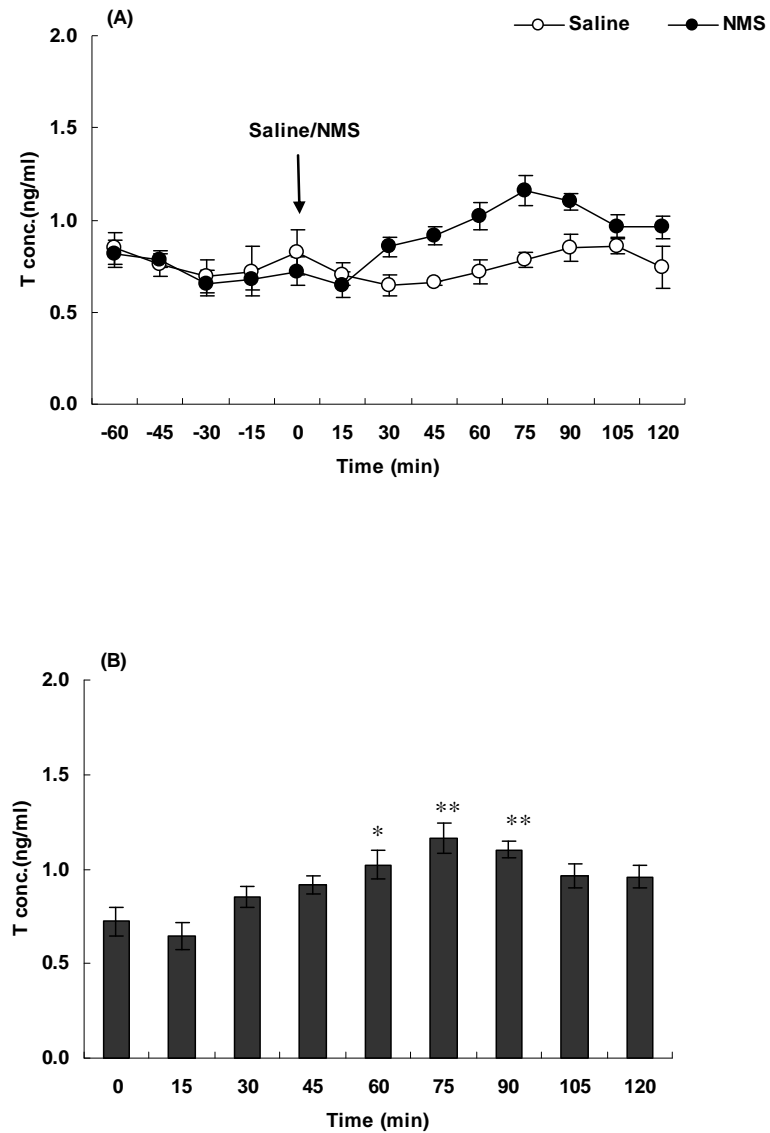 (A)
Saline NMS
2.0
1.5
Saline/NMS
1.0
0.5
0.0
T conc.(ng/ml)
-60 -45 -30 -15 0 15 30 45 60 75 90 105 120
Time (min)
(B)
2.0
1.5
** **
*
1.0
0.5
0.0
T conc.(ng/ml)
0 15 30 45 60 75 90 105 120
Time (min)